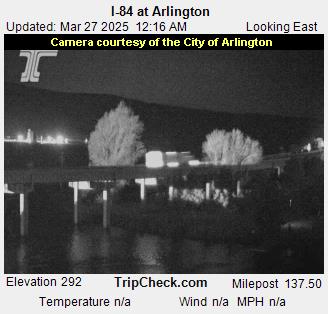 I-84 at Arlington
Updated: Mar 27 2025 12:16 AM Looking East
Camera courtesy of the City of Arlington
Elevation 292 TripCheck.com Milepost 137.50
Temperature n/a Wind n/a MPH n/a